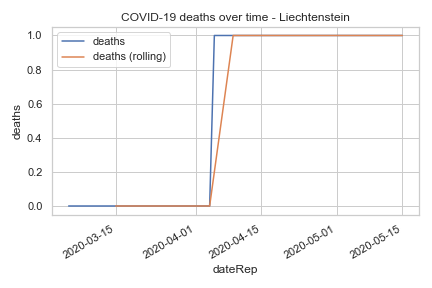 COVID-19 deaths over time - Liechtenstein
deaths
deaths (rolling)
deaths
1.0
0.8
0.6
0.4
0.2
0.0
2020-03-15
2020-04-01
2020-04-15
2020-05-01
2020-05-15
dateRep